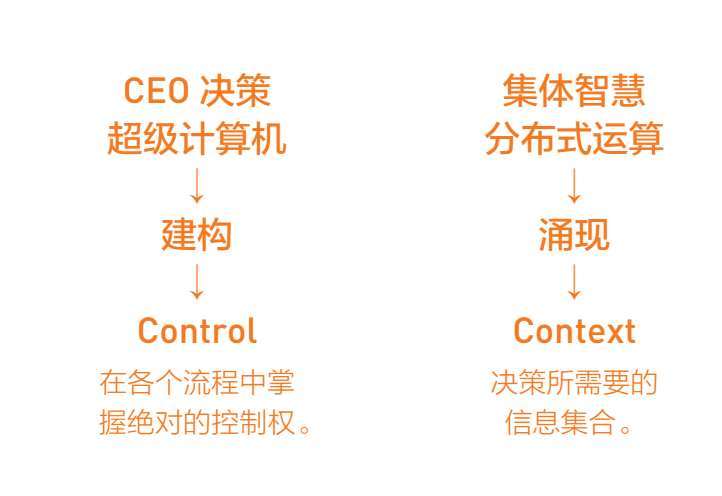 CEO 决策
超级计算机
↓
建构
↓
Control
在各个流程中掌
握绝对的控制权。
集体智慧
分布式运算
↓
涌现
↓
Context
决策所需要的
信息集合。